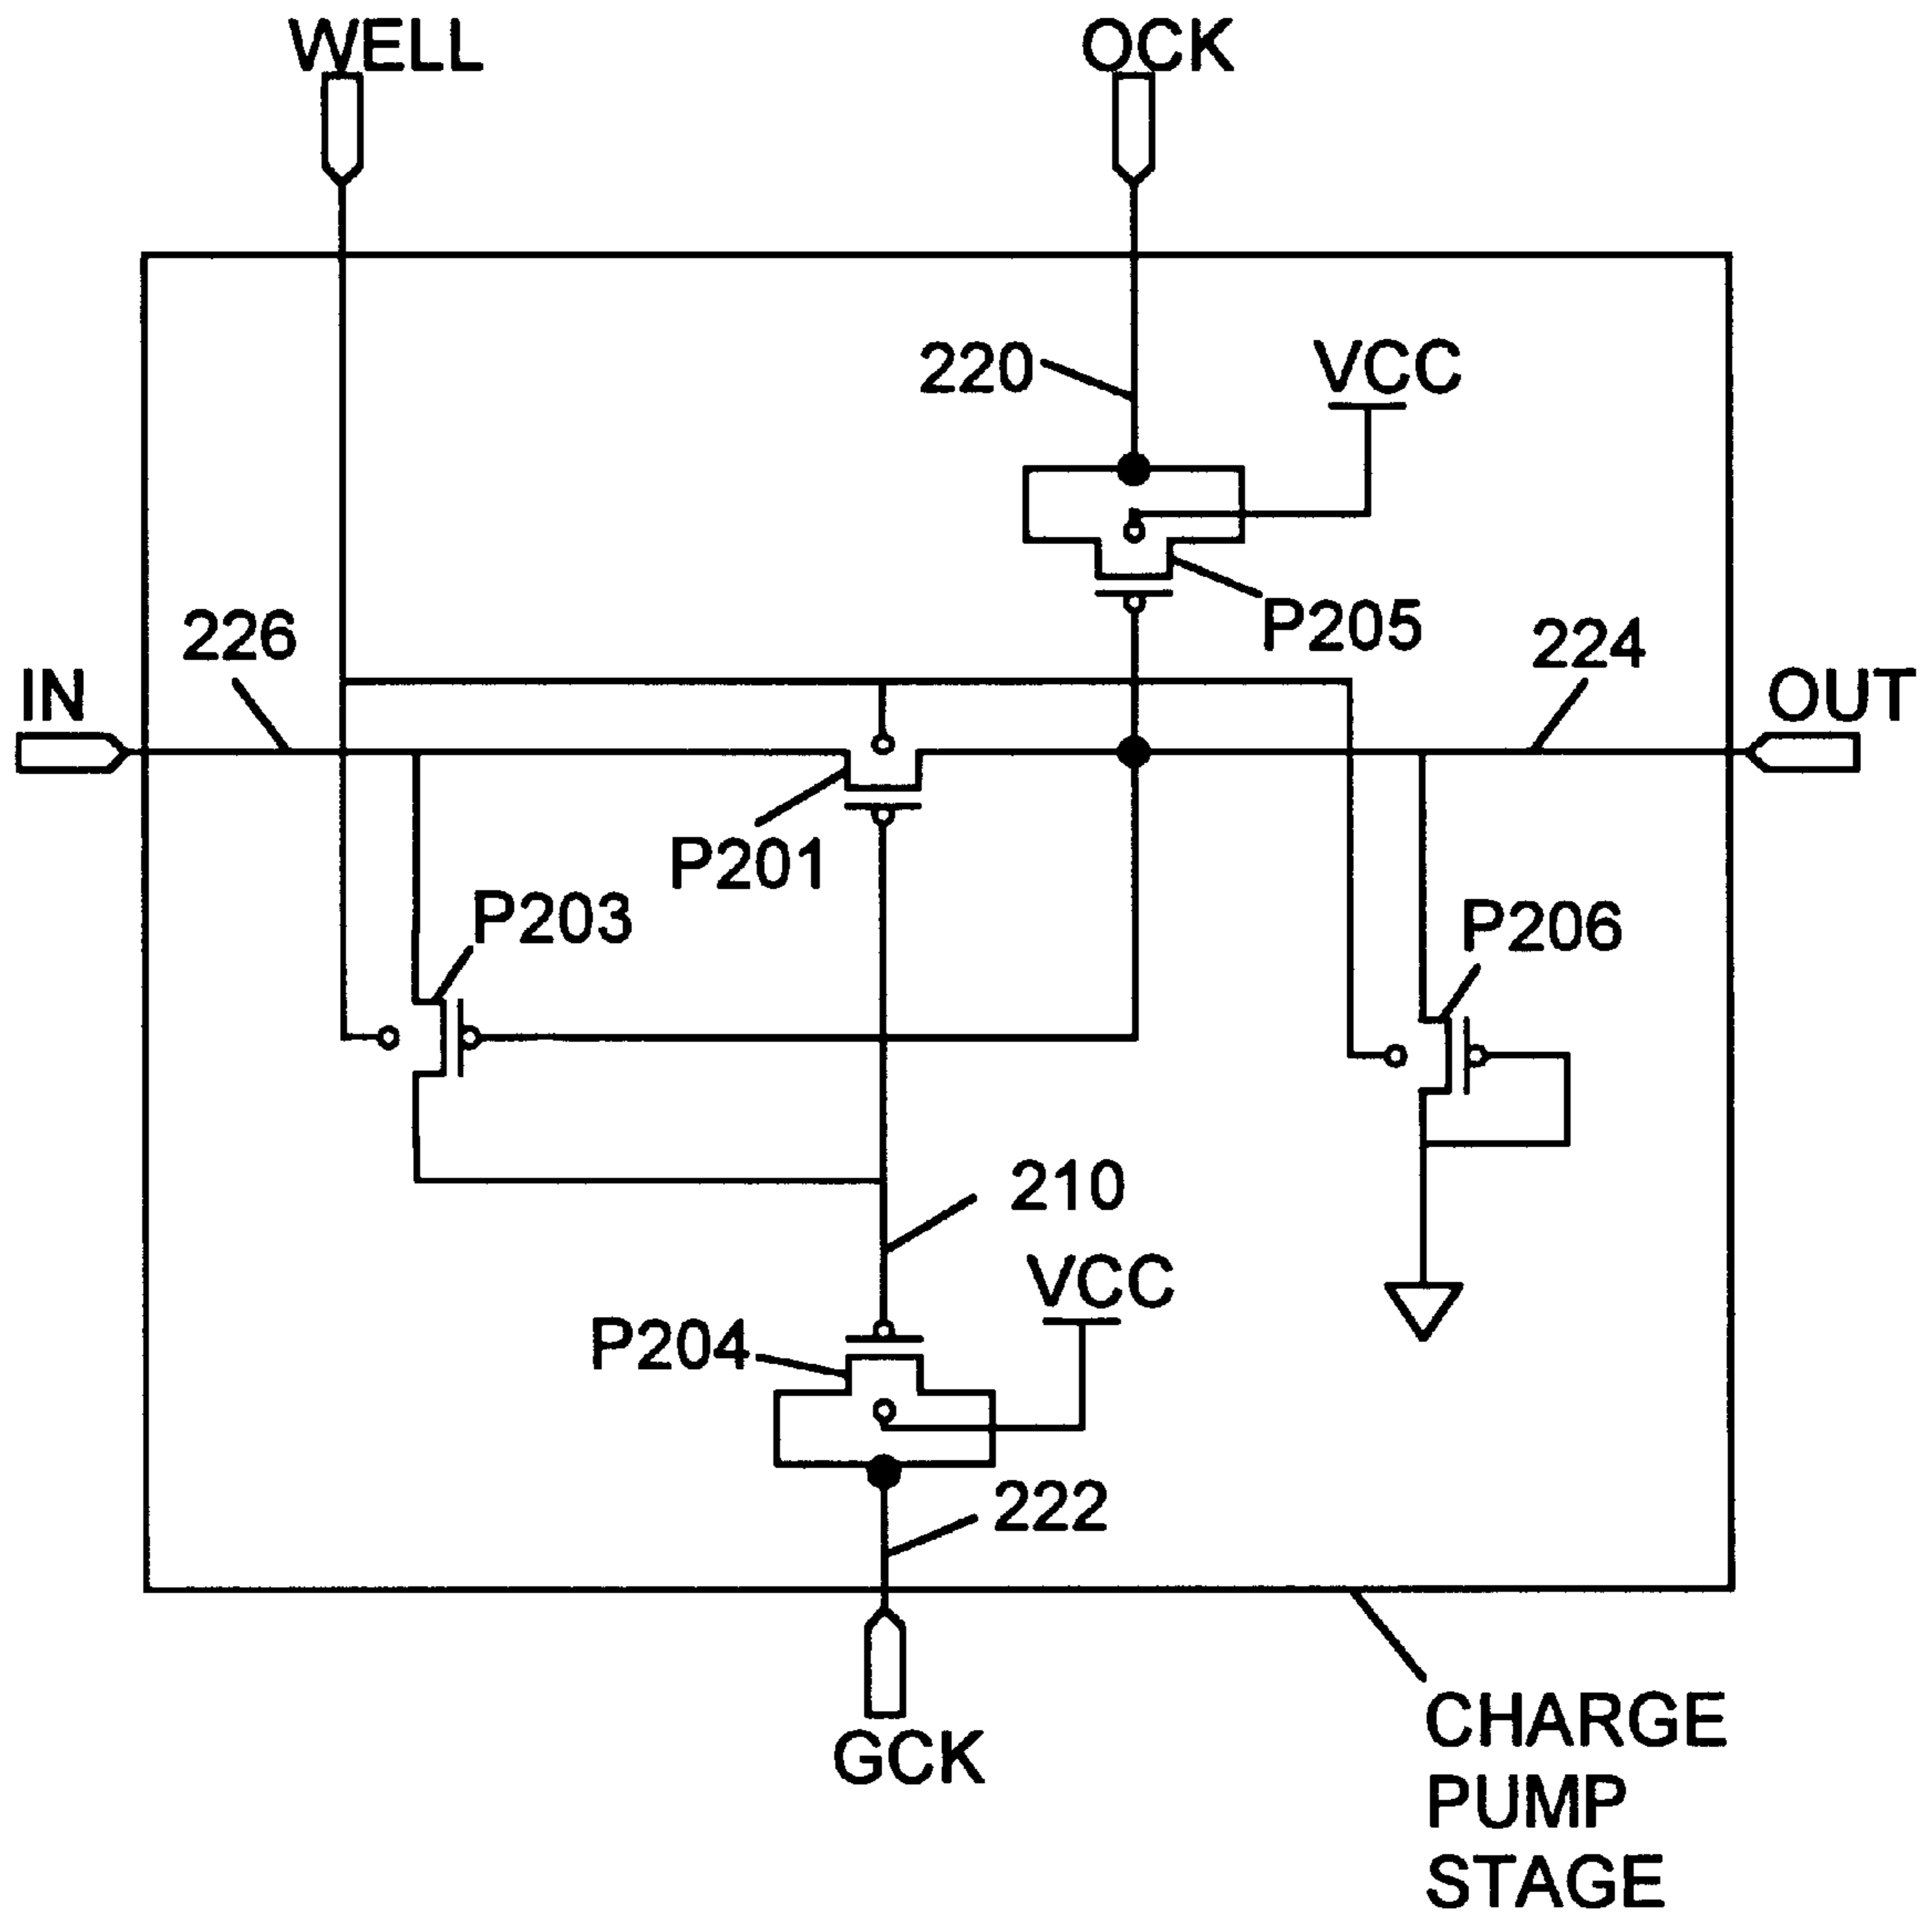 WELL
OCK
220
VCC
P205
226
224
IN
OUT
P201
P203
P206
210
VCC
P204
222
GCK
CHARGE
PUMP
STAGE